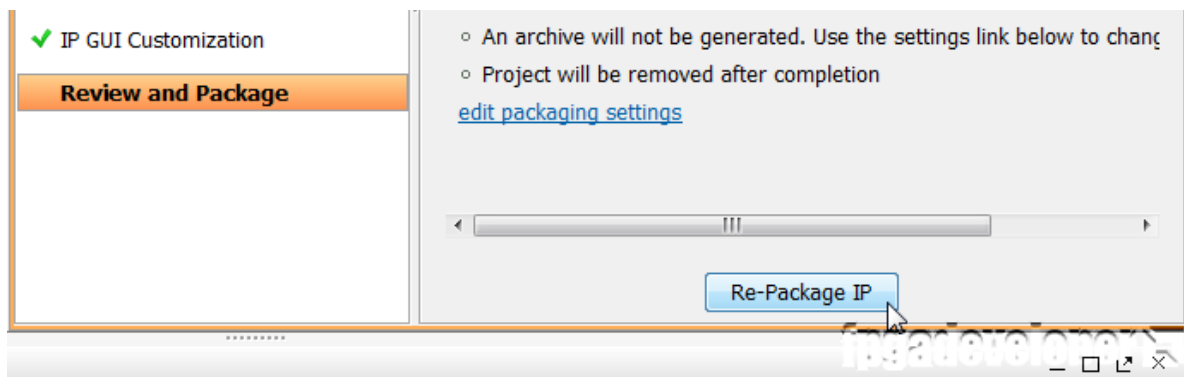 IP GUI Customization
Review and Package
An archive will not be generated. Use the settings link below to chang
Project will be removed after completion
edit packaging settings
Re-Package IP
fpgadeveloper